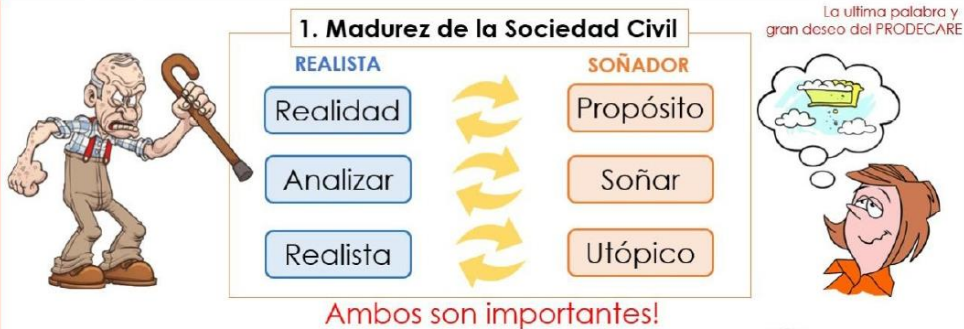 La ultima palabra y
gran deseo del PRODECARE
1. Madurez de la Sociedad Civil
REALISTA
SOÑADOR
Realidad
Propósito
Analizar
Soñar
Realista
Utópico
Ambos son importantes!